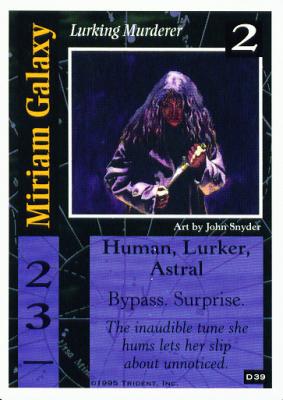 Lurking Murderer
2
Miriam Galaxy
Art by John Snyder
2
3
Human, Lurker,
Astral
Bypass. Surprise.
The inaudible tune she
hums lets her slip
about unnoticed.
©1995 TRIDENT, INC.
D39